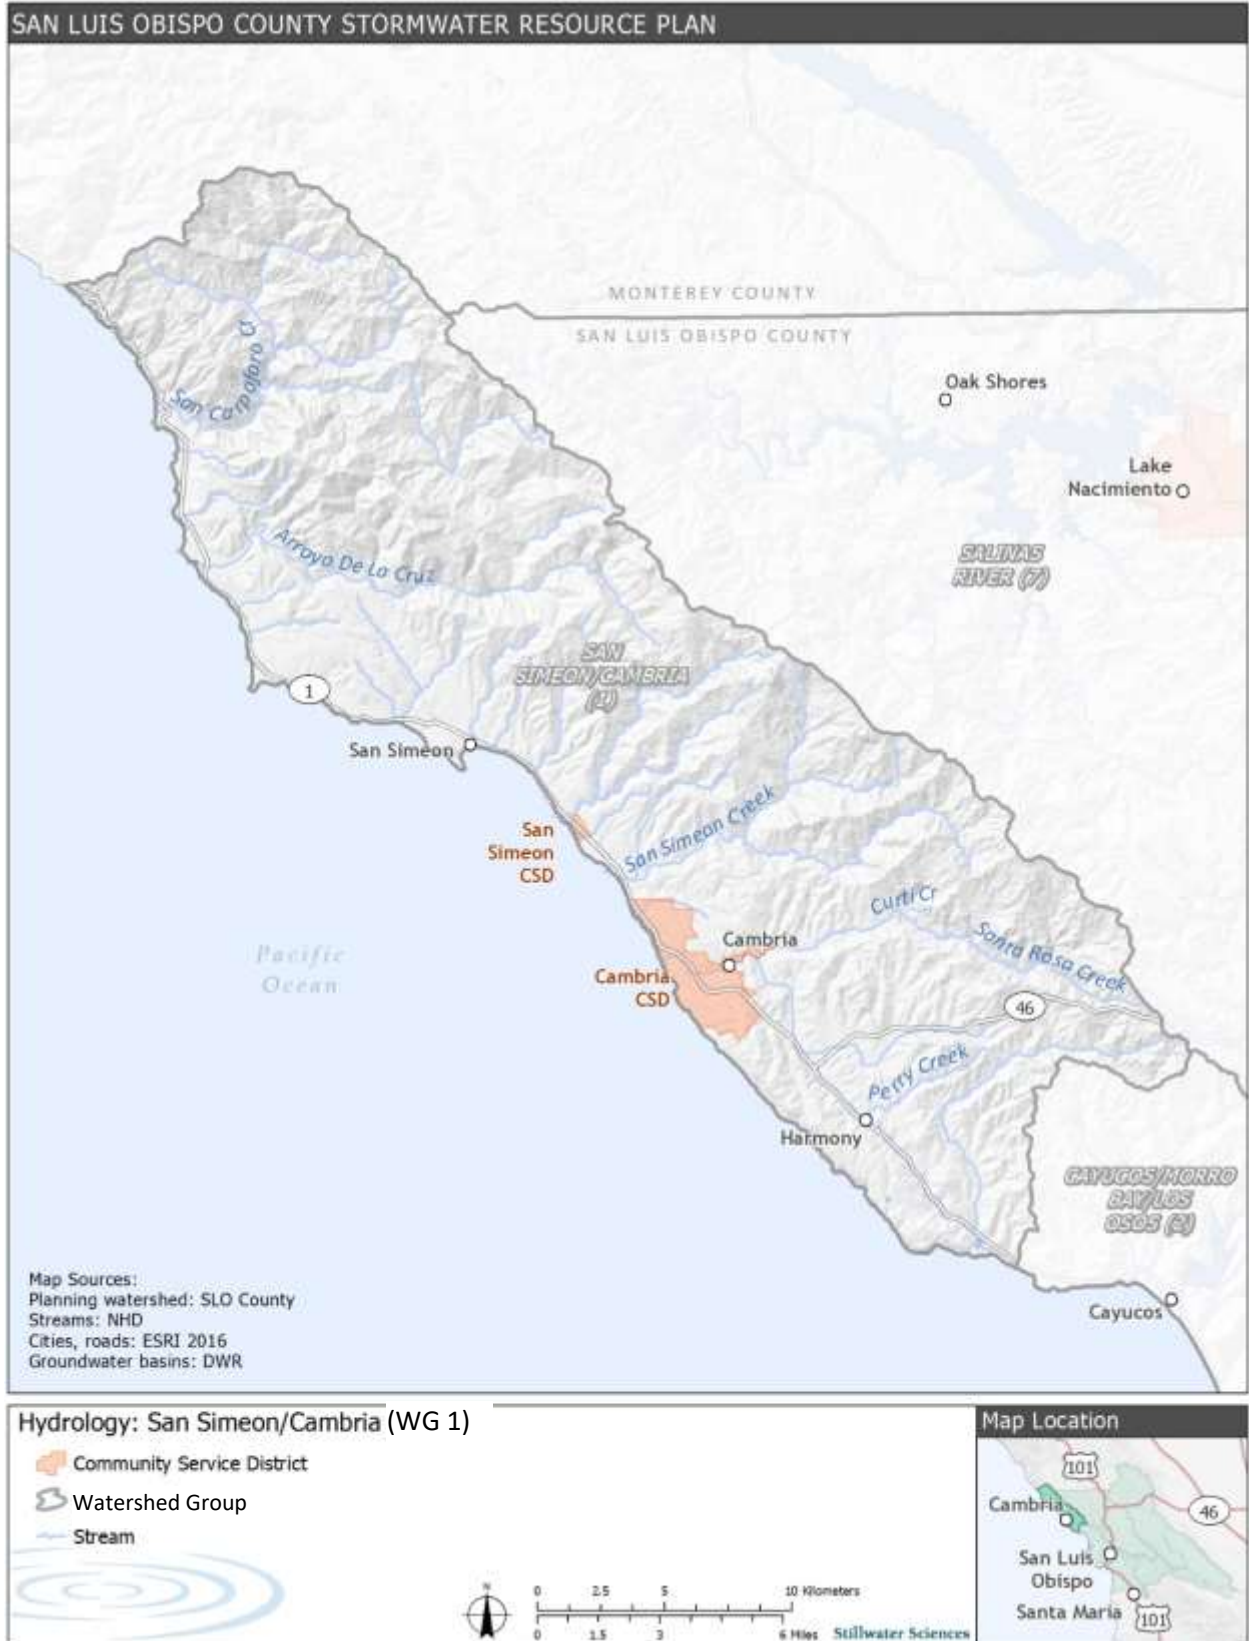 SAN LUIS OBISPO COUNTY STORMWATER RESOURCE PLAN
MONTEREY COUNTY
SAN LUIS OBISPO COUNTY
Oak Shores
Lake
Nacimiento
San Carpoforo Cr
SALINAS
RIVER (7)
Arroyo De La Cruz
SAN
SIMEON/CAMBRIA
(1)
1
San Simeon
San Simeon Creek
San
Simeon
CSD
Curti Cr
Santa Rosa Creek
Cambria
Pacific
Ocean
Cambria
CSD
46
Perry Creek
Harmony
CAYUCOS/MORRO
BAY/LOS
OSOS (2)
Cayucos
Map Sources:
Planning watershed: SLO County
Streams: NHD
Cities, roads: ESRI 2016
Groundwater basins: DWR
Hydrology: San Simeon/Cambria (WG 1)
Community Service District
Watershed Group
Stream
N
0 2.5 5 10 Kilometers
0 1.5 3 6 Miles
Stillwater Sciences
Map Location
101
Cambria
46
San Luis
Obispo
Santa Maria
101